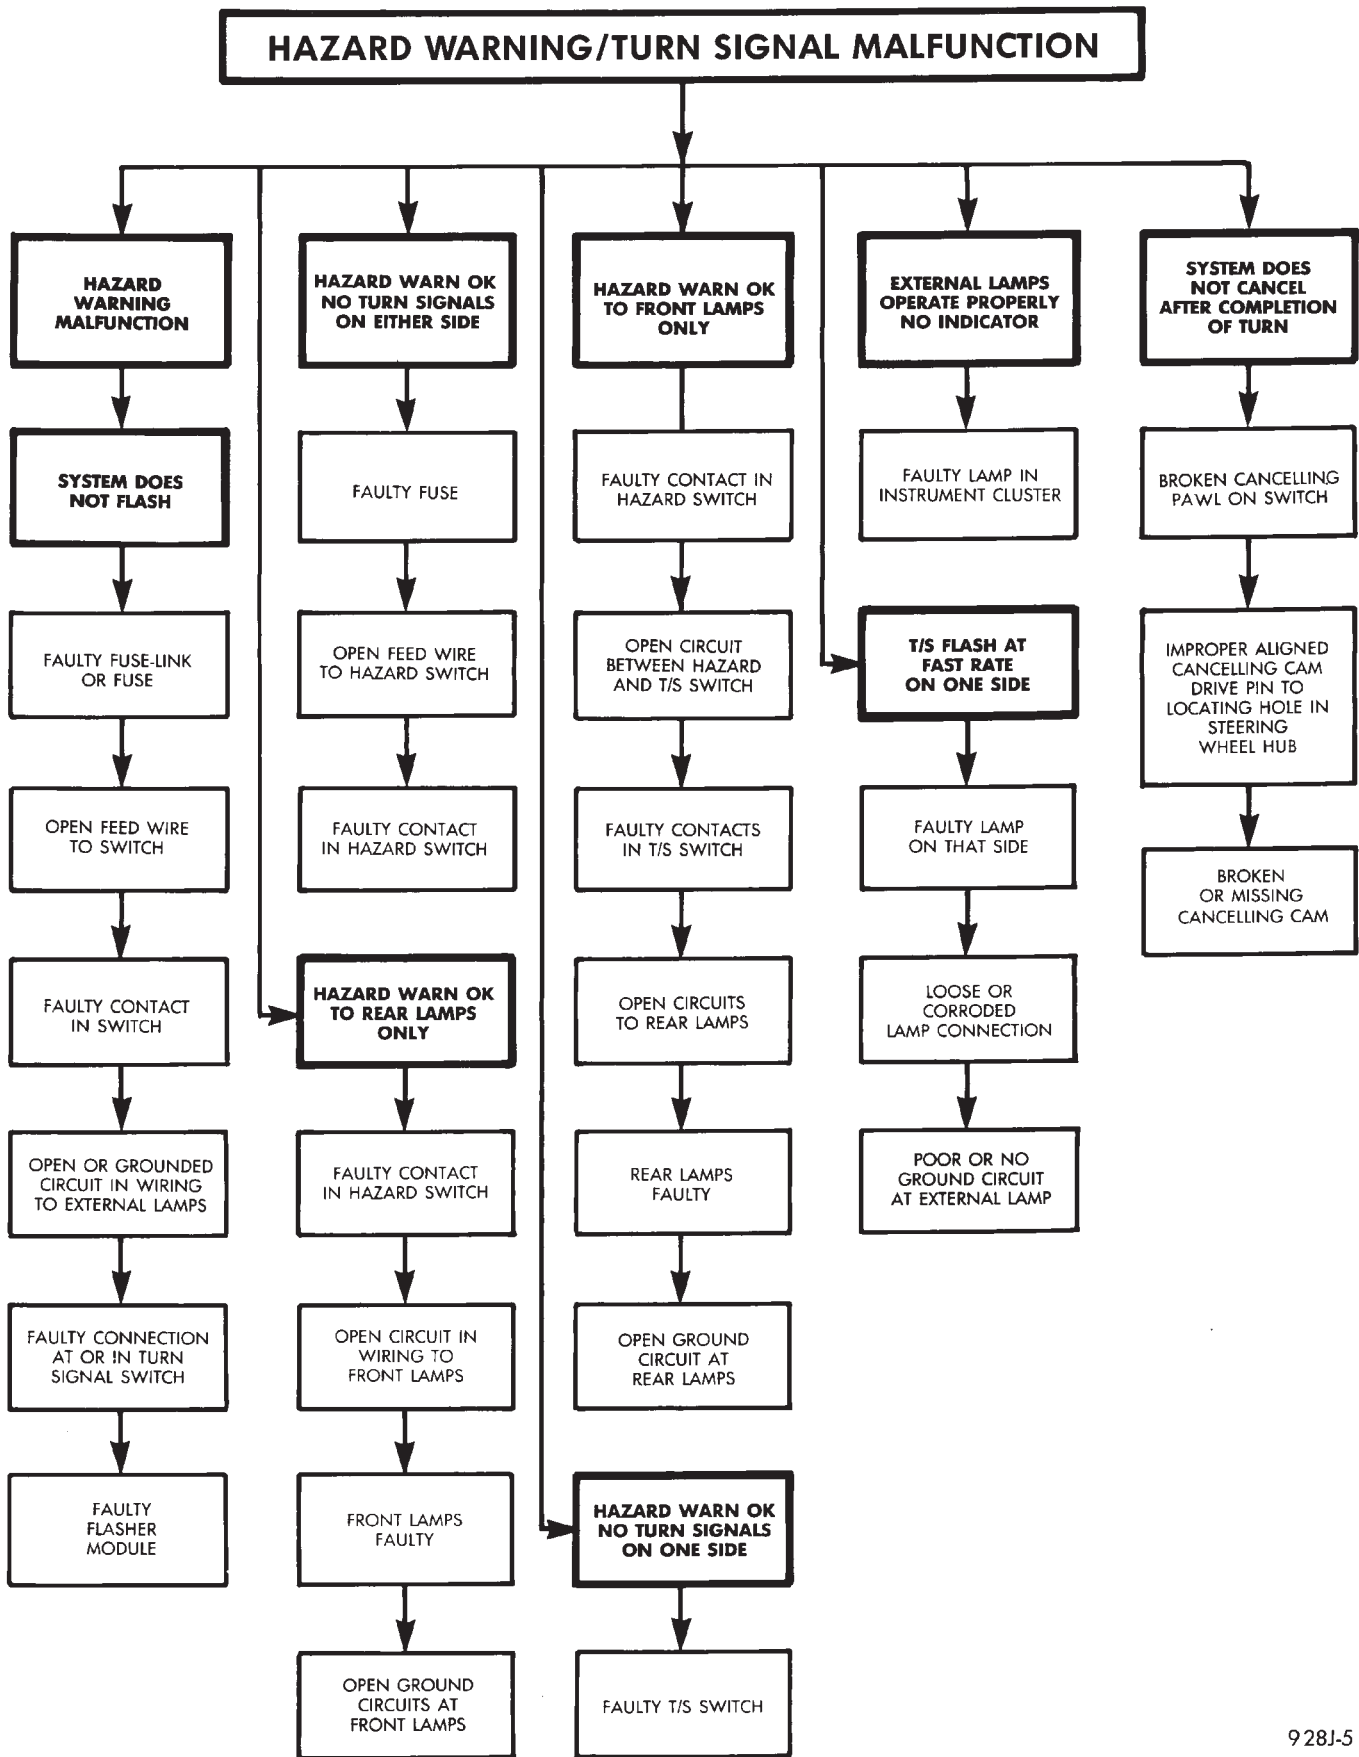 HAZARD WARNING/TURN SIGNAL MALFUNCTION
HAZARD
WARNING
MALFUNCTION
SYSTEM DOES
NOT FLASH
FAULTY FUSE-LINK
OR FUSE
OPEN FEED WIRE
TO SWITCH
FAULTY CONTACT
IN SWITCH
OPEN OR GROUNDED
CIRCUIT IN WIRING
TO EXTERNAL LAMPS
FAULTY CONNECTION
AT OR IN TURN
SIGNAL SWITCH
FAULTY
FLASHER
MODULE
HAZARD WARN OK
NO TURN SIGNALS
ON EITHER SIDE
FAULTY FUSE
OPEN FEED WIRE
TO HAZARD SWITCH
FAULTY CONTACT
IN HAZARD SWITCH
HAZARD WARN OK
TO REAR LAMPS
ONLY
FAULTY CONTACT
IN HAZARD SWITCH
OPEN CIRCUIT IN
WIRING TO
FRONT LAMPS
FRONT LAMPS
FAULTY
OPEN GROUND
CIRCUITS AT
FRONT LAMPS
HAZARD WARN OK
TO FRONT LAMPS
ONLY
FAULTY CONTACT IN
HAZARD SWITCH
OPEN CIRCUIT
BETWEEN HAZARD
AND T/S SWITCH
FAULTY CONTACTS
IN T/S SWITCH
OPEN CIRCUITS
TO REAR LAMPS
REAR LAMPS
FAULTY
OPEN GROUND
CIRCUIT AT
REAR LAMPS
HAZARD WARN OK
NO TURN SIGNALS
ON ONE SIDE
FAULTY T/S SWITCH
EXTERNAL LAMPS
OPERATE PROPERLY
NO INDICATOR
FAULTY LAMP IN
INSTRUMENT CLUSTER
T/S FLASH AT
FAST RATE
ON ONE SIDE
FAULTY LAMP
ON THAT SIDE
LOOSE OR
CORRODED
LAMP CONNECTION
POOR OR NO
GROUND CIRCUIT
AT EXTERNAL LAMP
SYSTEM DOES
NOT CANCEL
AFTER COMPLETION
OF TURN
BROKEN CANCELLING
PAWL ON SWITCH
IMPROPER ALIGNED
CANCELLING CAM
DRIVE PIN TO
LOCATING HOLE IN
STEERING
WHEEL HUB
BROKEN
OR MISSING
CANCELLING CAM
928J-5